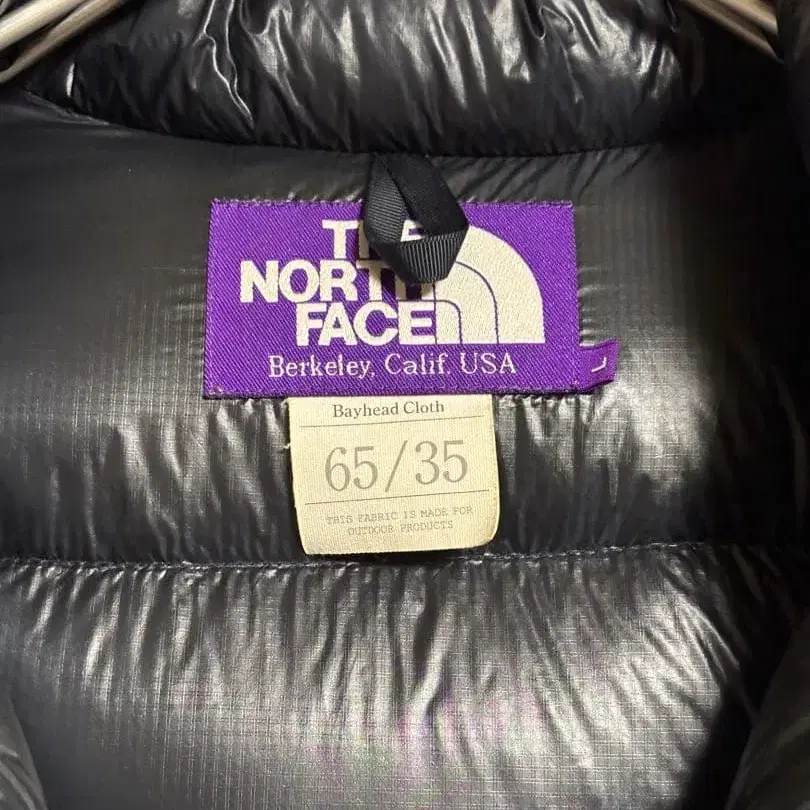 THE
NORTH
FACE
Berkeley, Calif. USA
L
Bayhead Cloth
65/35
THIS FABRIC IS MADE FOR
OUTDOOR PRODUCTS